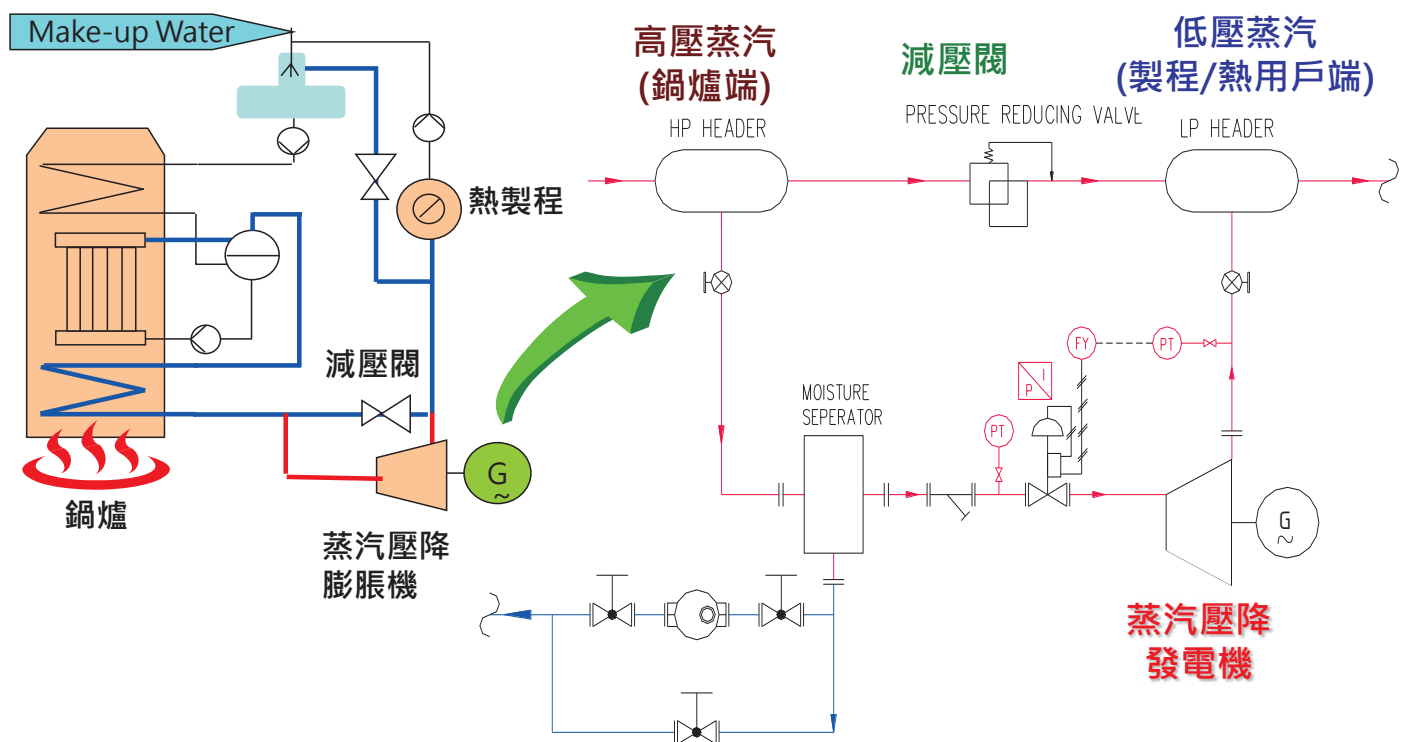 Make-up Water
熱製程
減壓閥
G
~
鍋爐
蒸汽壓降
膨脹機
高壓蒸汽
(鍋爐端)
HP HEADER
減壓閥
PRESSURE REDUCING VALVE
低壓蒸汽
(製程/熱用戶端)
LP HEADER
FY
PT
I
P
MOISTURE
SEPERATOR
PT
G
~
蒸汽壓降
發電機